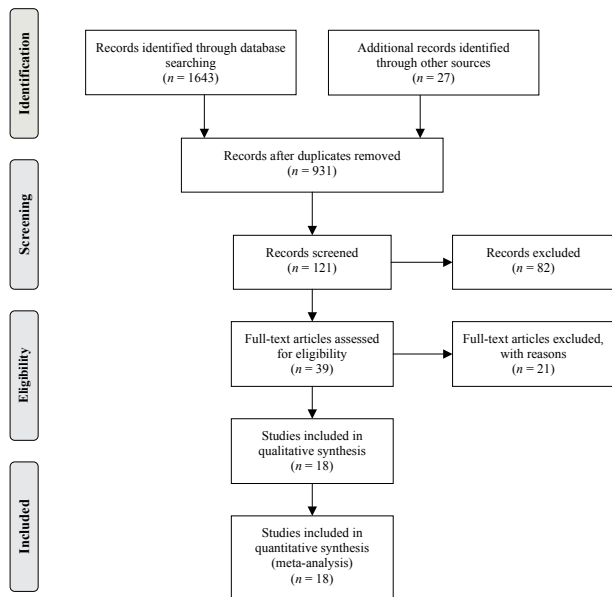 Identification
Records identified through database
searching
(n = 1643)
Additional records identified
through other sources
(n = 27)
Records after duplicates removed
(n = 931)
Screening
Records screened
(n = 121)
Records excluded
(n = 82)
Eligibility
Full-text articles assessed
for eligibility
(n = 39)
Full-text articles excluded,
with reasons
(n = 21)
Studies included in
qualitative synthesis
(n = 18)
Included
Studies included in
quantitative synthesis
(meta-analysis)
(n = 18)